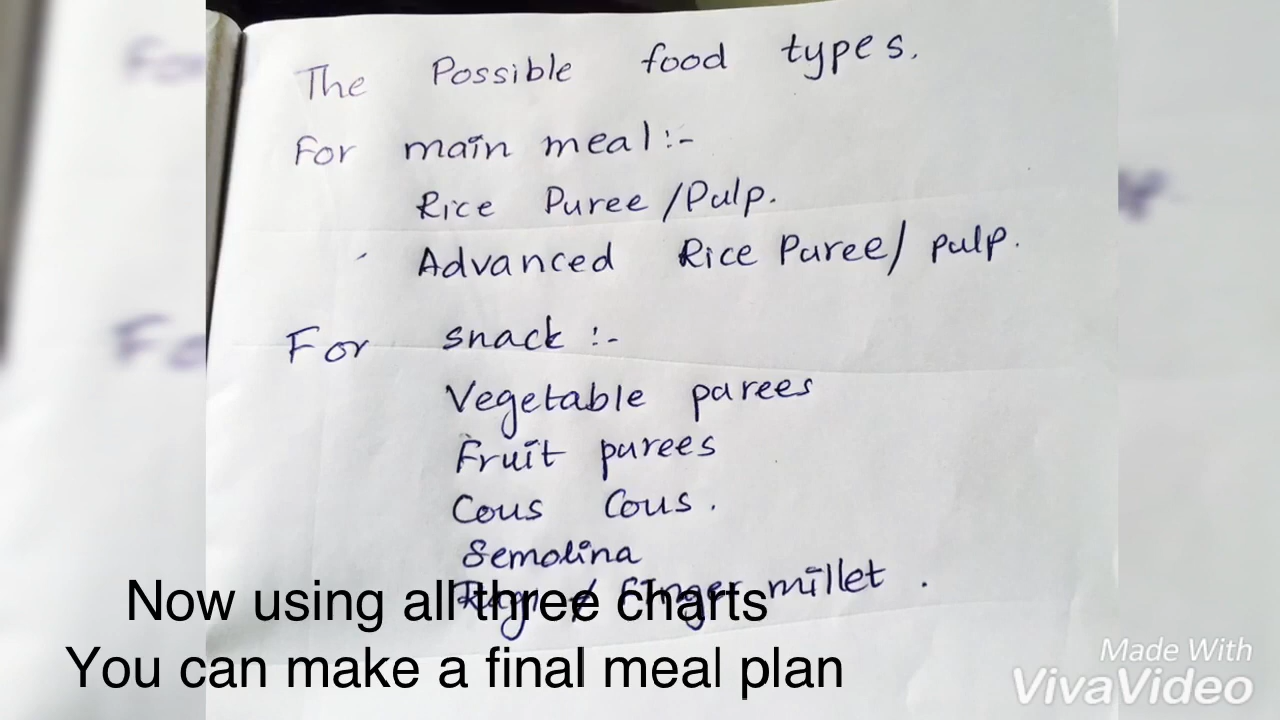 The Possible food types.
For main meal:-
Rice Puree/Pulp.
Advanced Rice Puree/ pulp.
For snack :-
Vegetable parees
Fruit purees
Cous Cous.
Semolina
Ragi / Finger millet .
Now using all three charts
You can make a final meal plan
Made With
VivaVideo